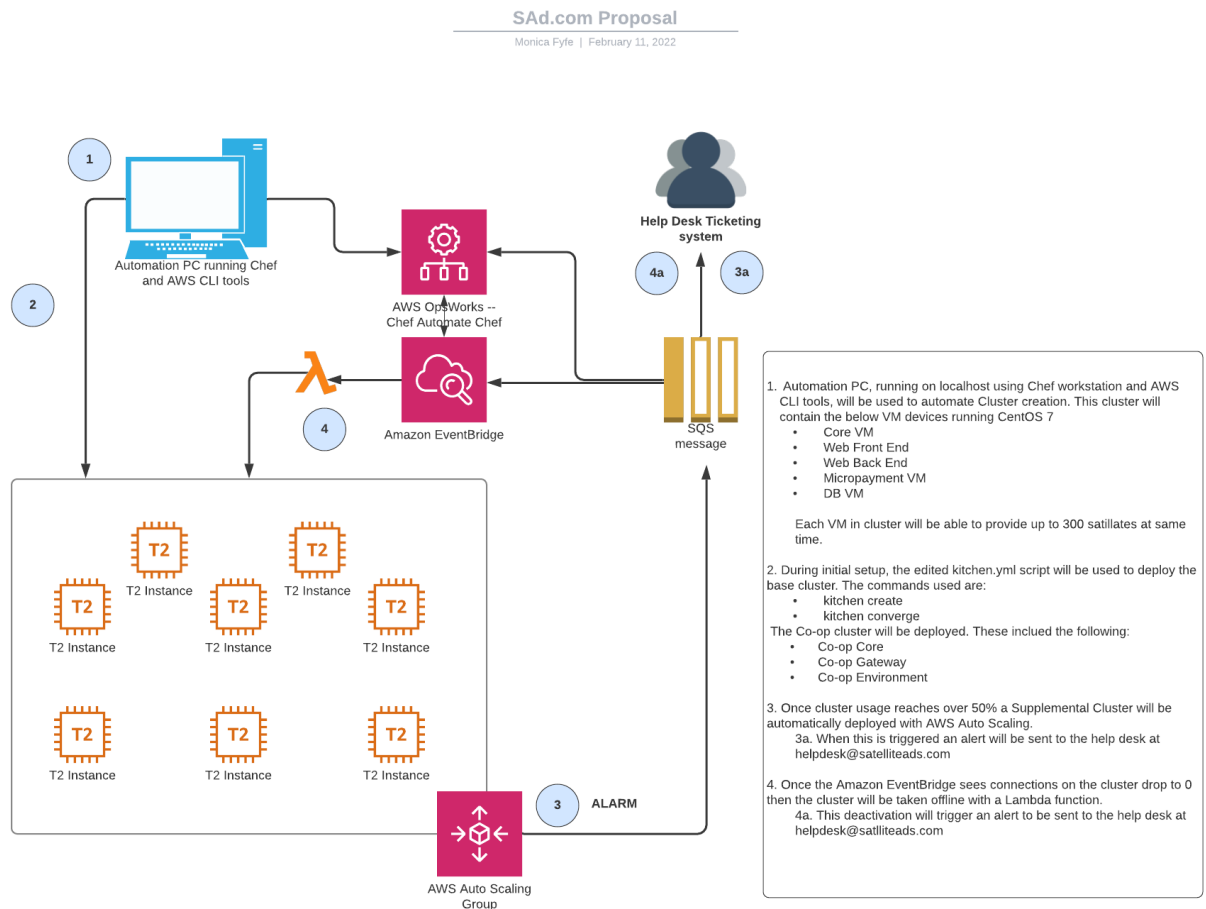 SAd.com Proposal
Monica Fyfe | February 11, 2022
1
Automation PC running Chef
and AWS CLI tools
2
AWS OpsWorks --
Chef Automate Chef
Help Desk Ticketing
system
4a
3a
4
Amazon EventBridge
SQS
message
T2
T2 Instance
T2
T2 Instance
T2
T2 Instance
T2
T2 Instance
T2
T2 Instance
T2
T2 Instance
T2
T2 Instance
T2
T2 Instance
3
ALARM
AWS Auto Scaling
Group
1. Automation PC, running on localhost using Chef workstation and AWS
CLI tools, will be used to automate Cluster creation. This cluster will
contain the below VM devices running CentOS 7
• Core VM
• Web Front End
• Web Back End
• Micropayment VM
• DB VM
Each VM in cluster will be able to provide up to 300 satillates at same
time.
2. During initial setup, the edited kitchen.yml script will be used to deploy the
base cluster. The commands used are:
• kitchen create
• kitchen converge
The Co-op cluster will be deployed. These inclued the following:
• Co-op Core
• Co-op Gateway
• Co-op Environment
3. Once cluster usage reaches over 50% a Supplemental Cluster will be
automatically deployed with AWS Auto Scaling.
3a. When this is triggered an alert will be sent to the help desk at
helpdesk@satelliteads.com
4. Once the Amazon EventBridge sees connections on the cluster drop to 0
then the cluster will be taken offline with a Lambda function.
4a. This deactivation will trigger an alert to be sent to the help desk at
helpdesk@satlliteads.com